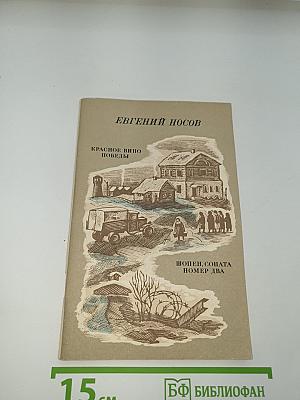 ЕВГЕНИЙ НОСОВ
КРАСНОЕ ВИНО
ПОБЕДЫ
ШОПЕН, СОНАТА
НОМЕР ДВА
15 см
БФ БИБЛИОФАН